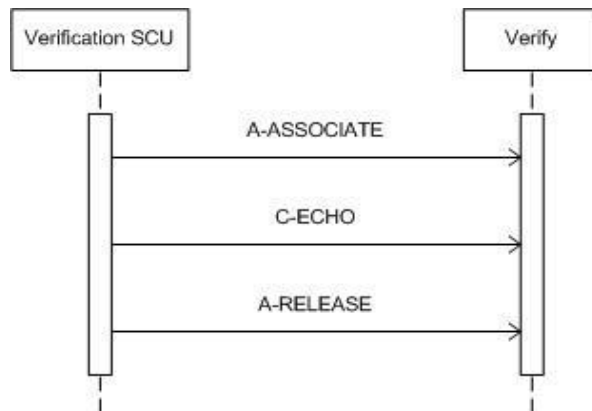 Verification SCU
Verify
A-ASSOCIATE
C-ECHO
A-RELEASE